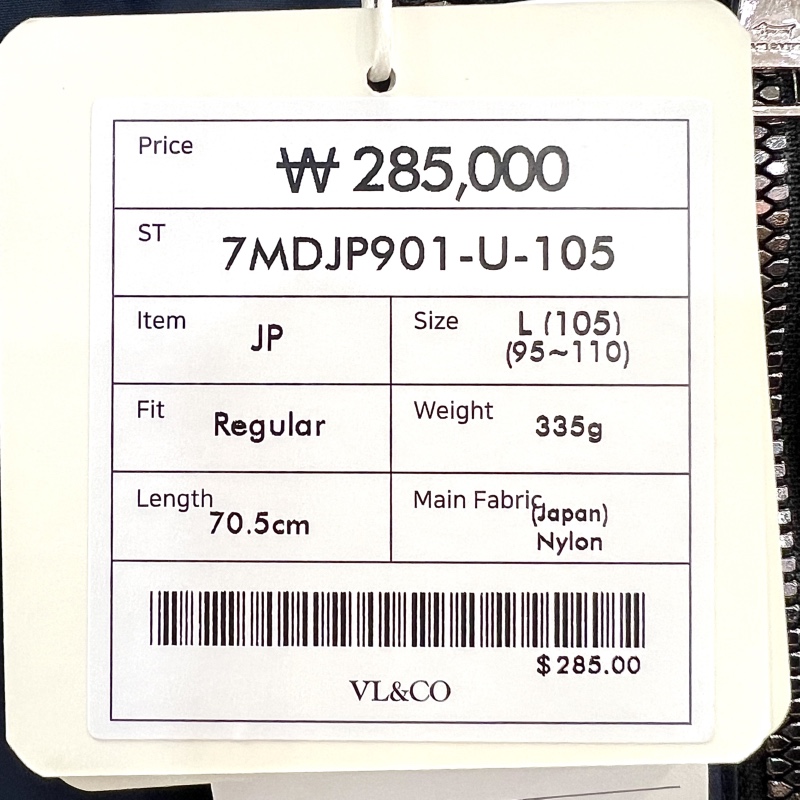 Price
₩ 285,000
ST
7MDJP901-U-105
Item
JP
Size
L (105)
(95~110)
Fit
Regular
Weight
335g
Length
70.5cm
Main Fabric
(Japan)
Nylon
$285.00
VL&CO